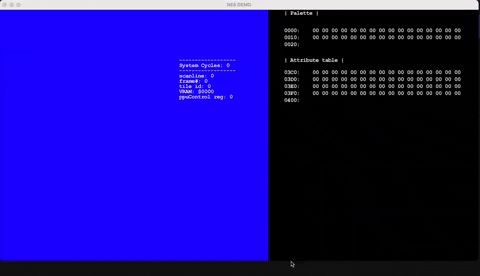 NES DEMO
| Palette |
0000: 00 00 00 00 00 00 00 00 00 00 00 00 00 00 00 00
0010: 00 00 00 00 00 00 00 00 00 00 00 00 00 00 00 00
0020:
------------------
System Cycles: 0
------------------
scanline: 0
frame#: 0
tile id: 0
VRAM: $0000
ppuControl reg: 0
| Attribute table |
03C0: 00 00 00 00 00 00 00 00 00 00 00 00 00 00 00 00
03D0: 00 00 00 00 00 00 00 00 00 00 00 00 00 00 00 00
03E0: 00 00 00 00 00 00 00 00 00 00 00 00 00 00 00 00
03F0: 00 00 00 00 00 00 00 00 00 00 00 00 00 00 00 00
0400: